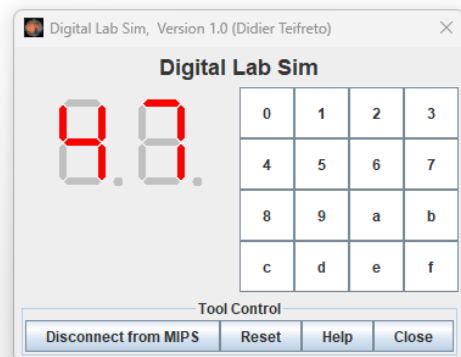 Digital Lab Sim, Version 1.0 (Didier Teifreto)
Digital Lab Sim
47
0 1 2 3
4 5 6 7
8 9 a b
c d e f
Tool Control
Disconnect from MIPS Reset Help Close